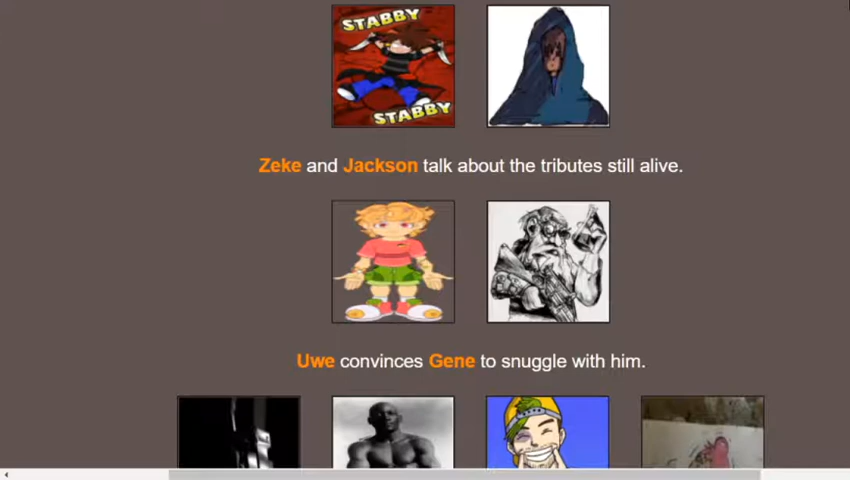 STABBY
STABBY
Zeke and Jackson talk about the tributes still alive.
Uwe convinces Gene to snuggle with him.